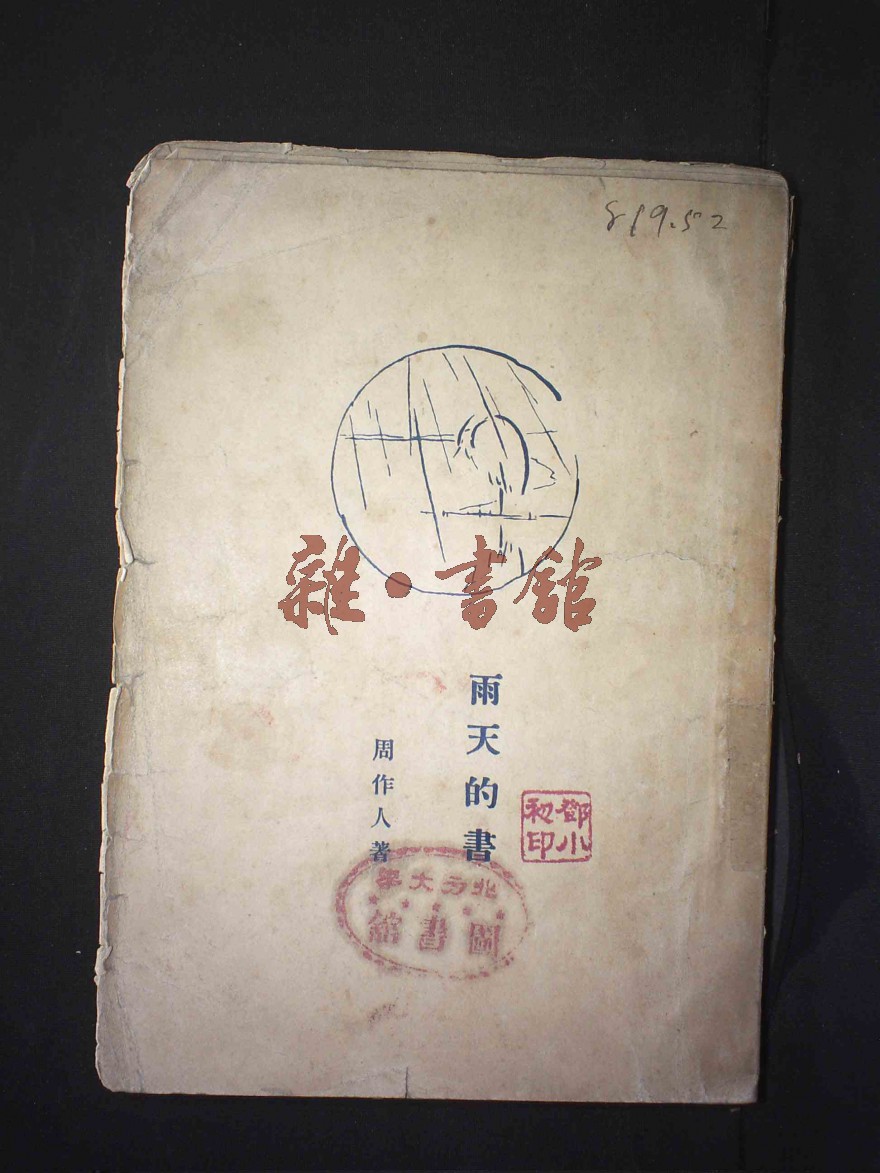 819.52
雜·書館
雨天的書
周作人著
鄧小
初印
北方大學
圖書館